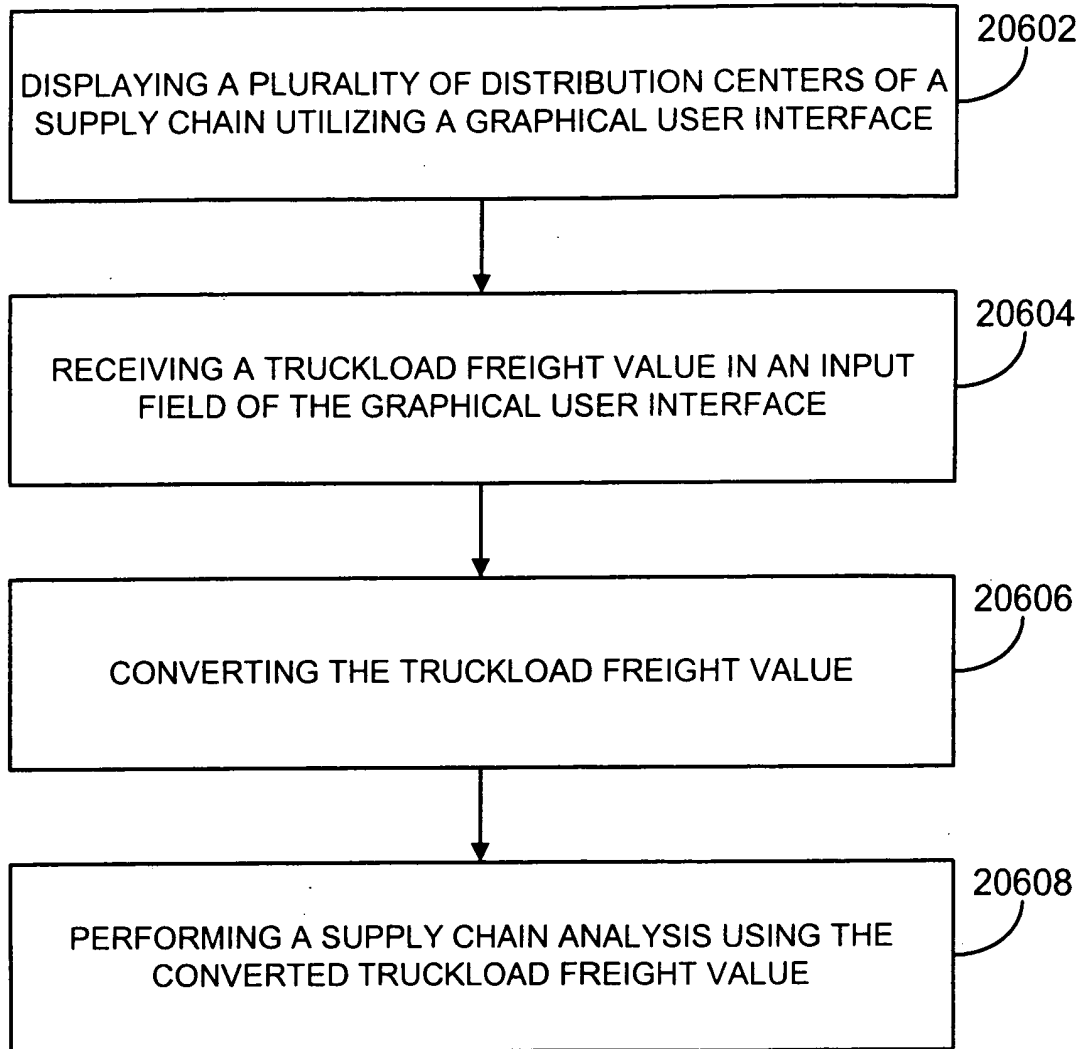 20602
DISPLAYING A PLURALITY OF DISTRIBUTION CENTERS OF A
SUPPLY CHAIN UTILIZING A GRAPHICAL USER INTERFACE
20604
RECEIVING A TRUCKLOAD FREIGHT VALUE IN AN INPUT
FIELD OF THE GRAPHICAL USER INTERFACE
20606
CONVERTING THE TRUCKLOAD FREIGHT VALUE
20608
PERFORMING A SUPPLY CHAIN ANALYSIS USING THE
CONVERTED TRUCKLOAD FREIGHT VALUE